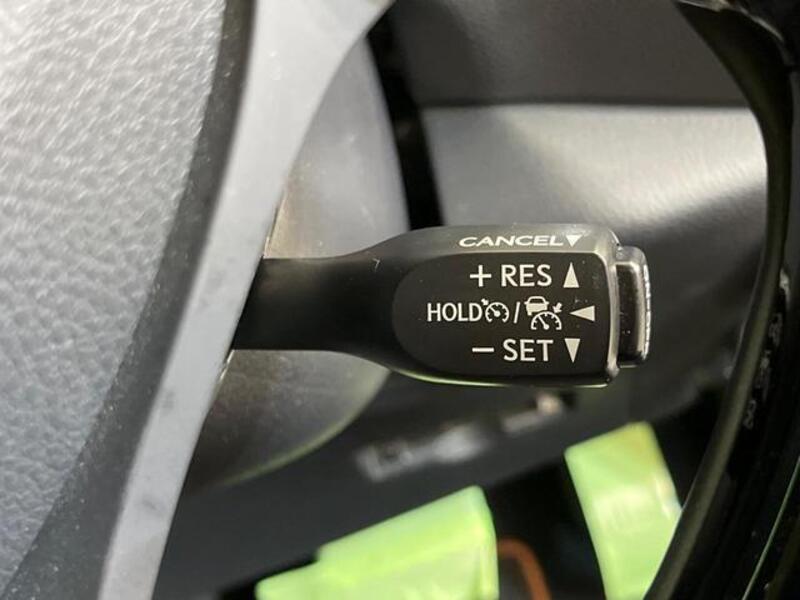 CANCEL▼
+ RES ▲
HOLD / ◀
− SET ▼